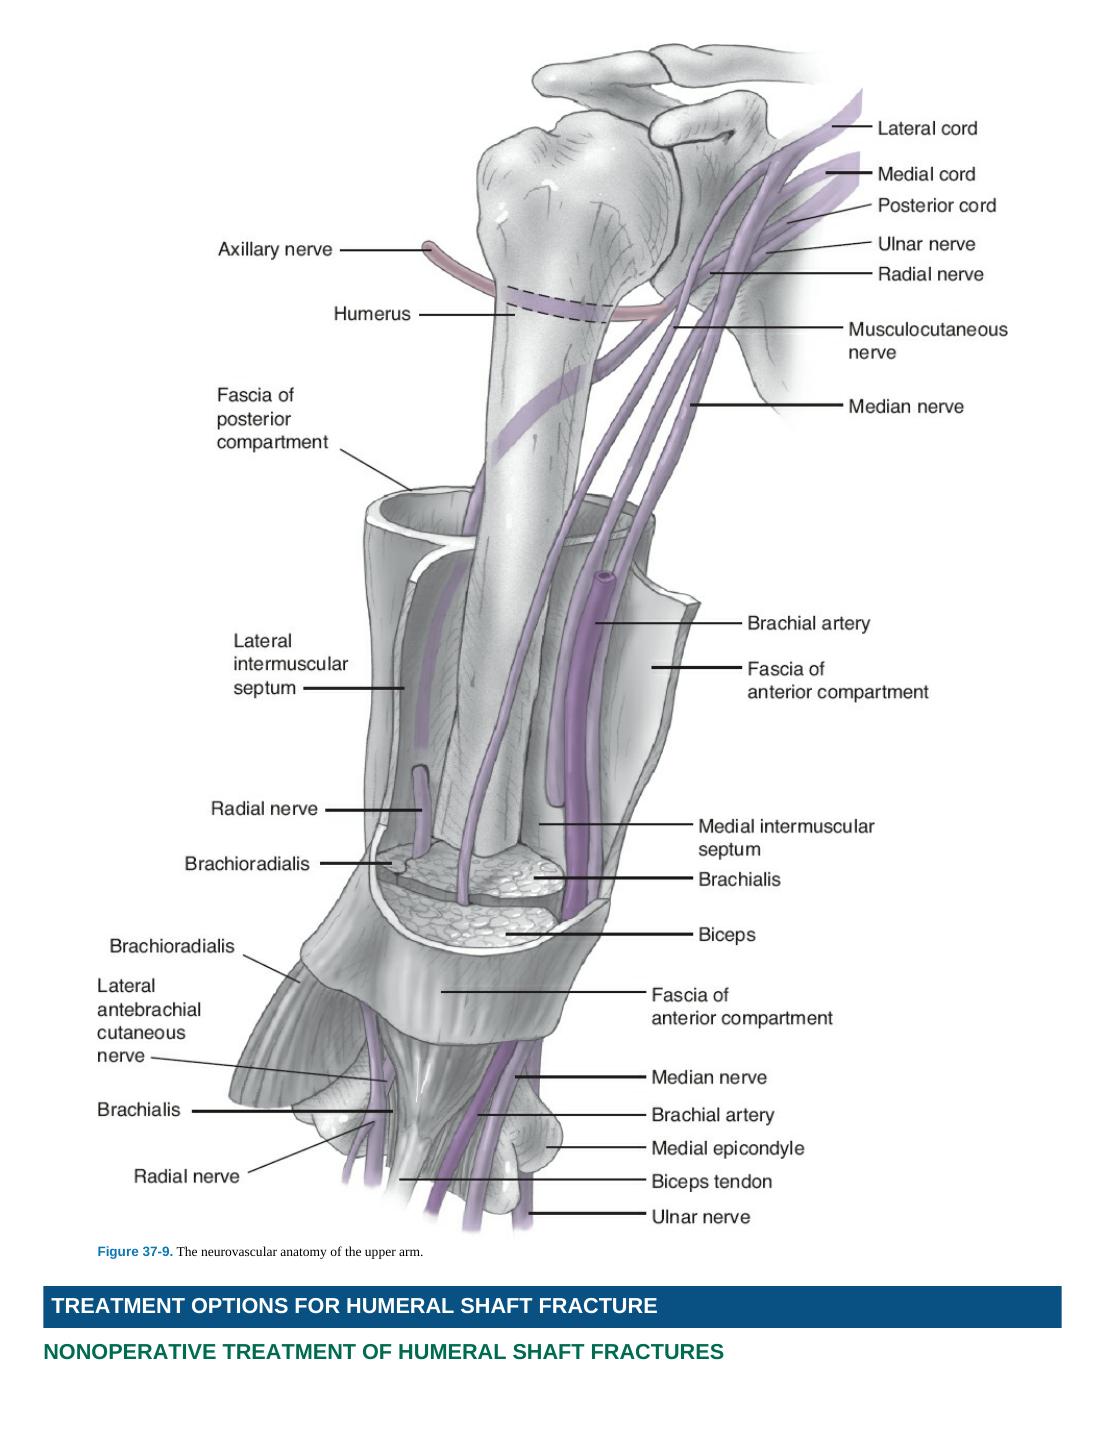 Lateral cord
Medial cord
Posterior cord
Axillary nerve
Ulnar nerve
Radial nerve
Humerus
Musculocutaneous
nerve
Fascia of
posterior
compartment
Median nerve
Brachial artery
Lateral
intermuscular
septum
Fascia of
anterior compartment
Radial nerve
Medial intermuscular
septum
Brachioradialis
Brachialis
Biceps
Brachioradialis
Lateral
antebrachial
cutaneous
nerve
Fascia of
anterior compartment
Median nerve
Brachialis
Brachial artery
Medial epicondyle
Radial nerve
Biceps tendon
Ulnar nerve
Figure 37-9. The neurovascular anatomy of the upper arm.
TREATMENT OPTIONS FOR HUMERAL SHAFT FRACTURE
NONOPERATIVE TREATMENT OF HUMERAL SHAFT FRACTURES